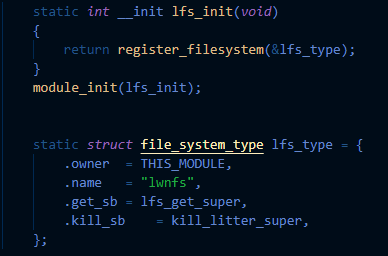 static int __init lfs_init(void)
{
    return register_filesystem(&lfs_type);
}
module_init(lfs_init);
static struct file_system_type lfs_type = {
    .owner  = THIS_MODULE,
    .name   = "lwnfs",
    .get_sb = lfs_get_super,
    .kill_sb    = kill_litter_super,
};